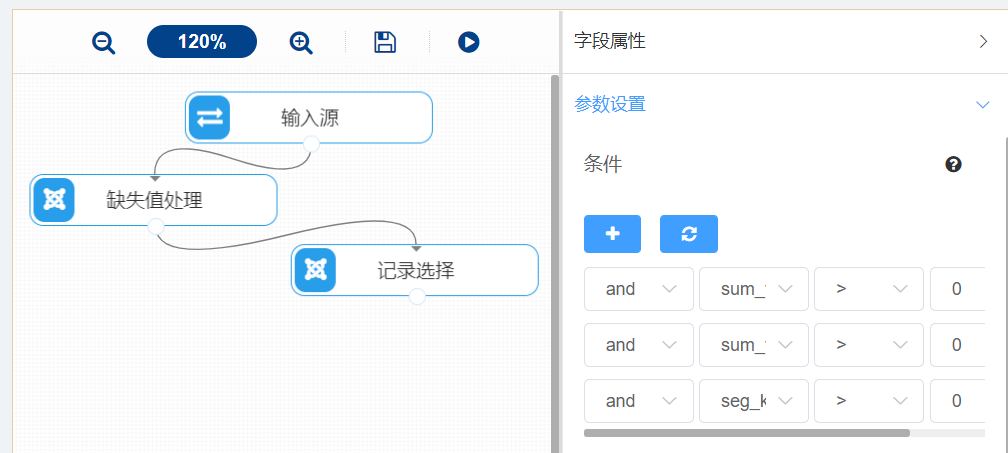 120%
输入源
缺失值处理
记录选择
字段属性
参数设置
条件
and sum_ > 0
and sum_ > 0
and seg_k > 0